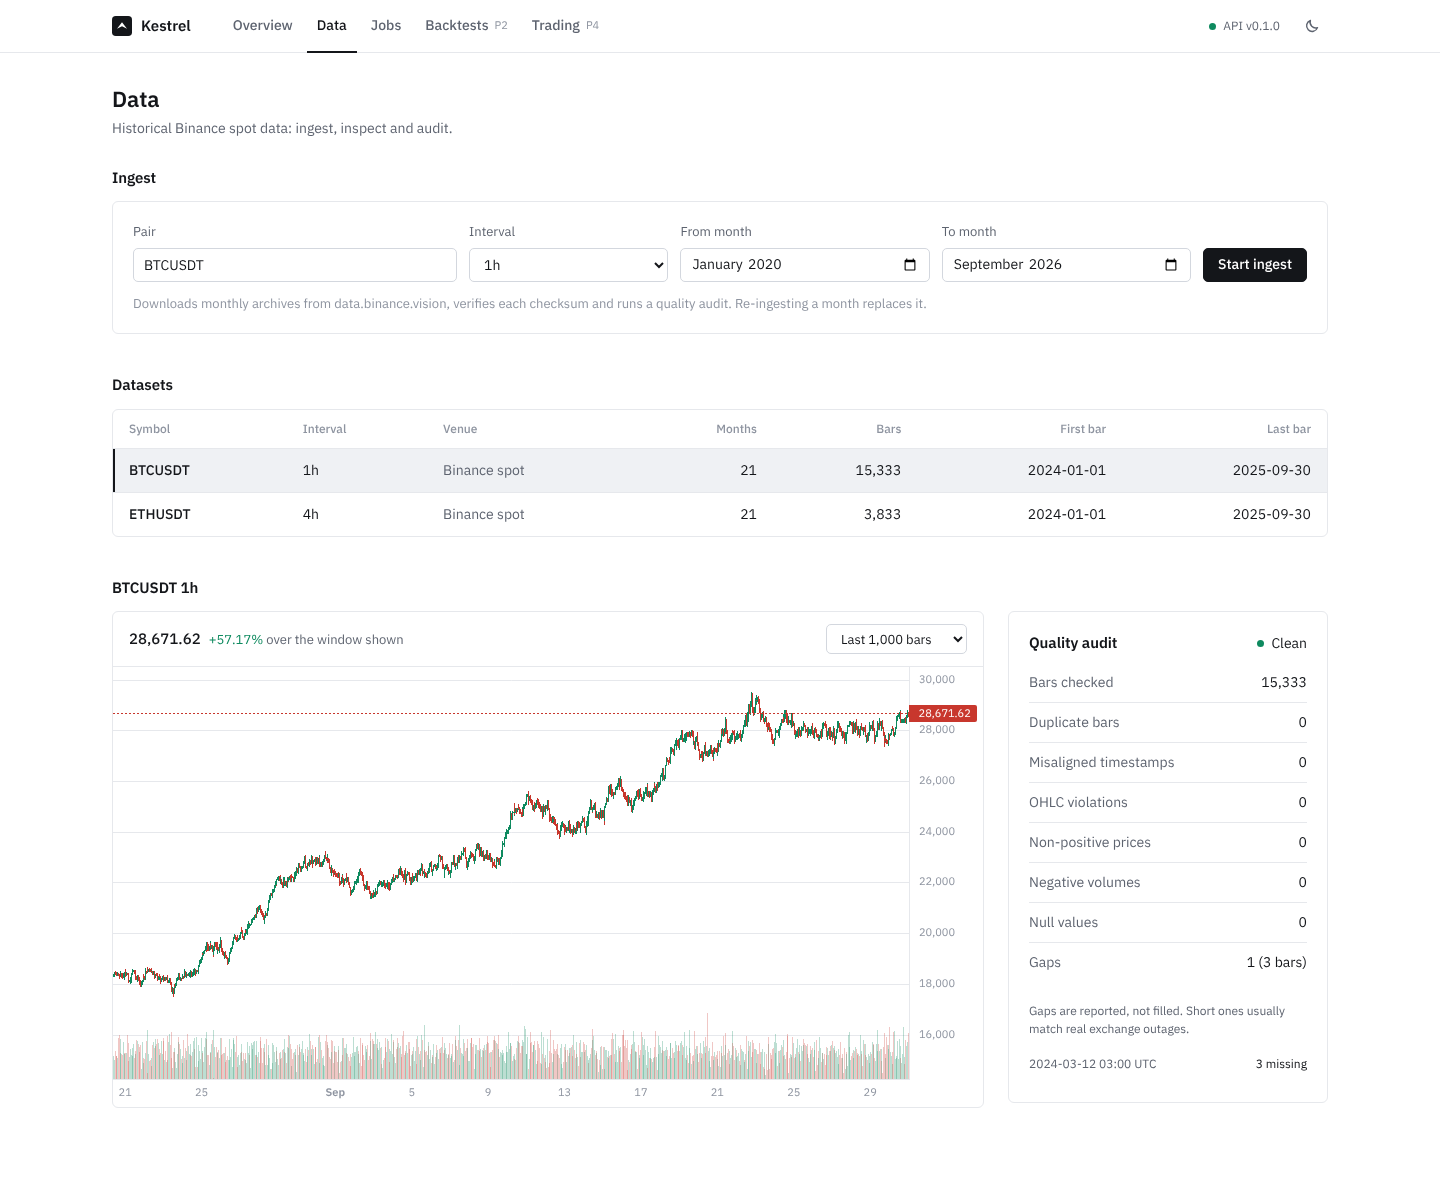 Kestrel Overview Data Jobs Backtests P2 Trading P4 API v0.1.0
Data
Historical Binance spot data: ingest, inspect and audit.
Ingest
Pair Interval From month To month
BTCUSDT 1h January 2020 September 2026 Start ingest
Downloads monthly archives from data.binance.vision, verifies each checksum and runs a quality audit. Re-ingesting a month replaces it.
Datasets
Symbol Interval Venue Months Bars First bar Last bar
BTCUSDT 1h Binance spot 21 15,333 2024-01-01 2025-09-30
ETHUSDT 4h Binance spot 21 3,833 2024-01-01 2025-09-30
BTCUSDT 1h
28,671.62 +57.17% over the window shown Last 1,000 bars
30,000
28,671.62
28,000
26,000
24,000
22,000
20,000
18,000
16,000
21 25 Sep 5 9 13 17 21 25 29
Quality audit Clean
Bars checked 15,333
Duplicate bars 0
Misaligned timestamps 0
OHLC violations 0
Non-positive prices 0
Negative volumes 0
Null values 0
Gaps 1 (3 bars)
Gaps are reported, not filled. Short ones usually
match real exchange outages.
2024-03-12 03:00 UTC 3 missing